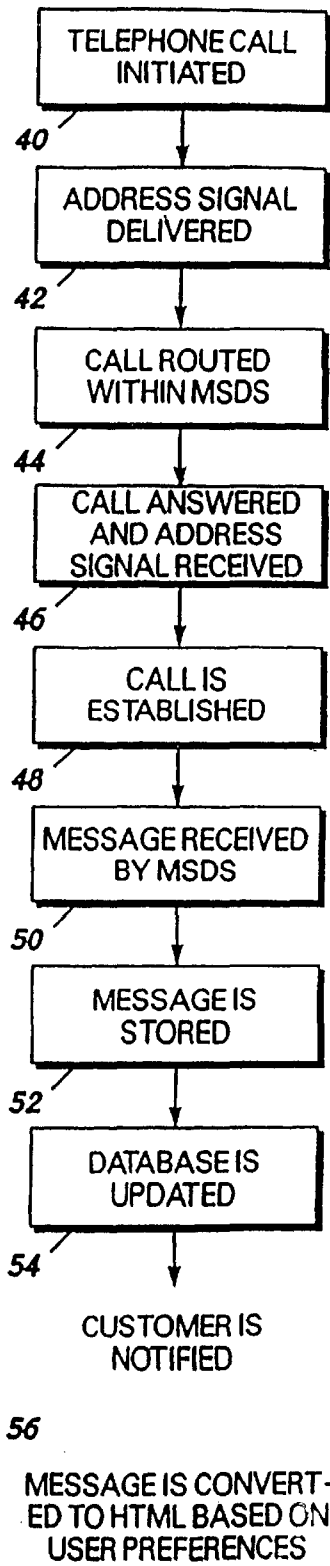 TELEPHONE CALL
INITIATED
40
ADDRESS SIGNAL
DELIVERED
42
CALL ROUTED
WITHIN MSDS
44
CALL ANSWERED
AND ADDRESS
SIGNAL RECEIVED
46
CALL IS
ESTABLISHED
48
MESSAGE RECEIVED
BY MSDS
50
MESSAGE IS
STORED
52
DATABASE IS
UPDATED
54
CUSTOMER IS
NOTIFIED
56
MESSAGE IS CONVERT-
ED TO HTML BASED ON
USER PREFERENCES